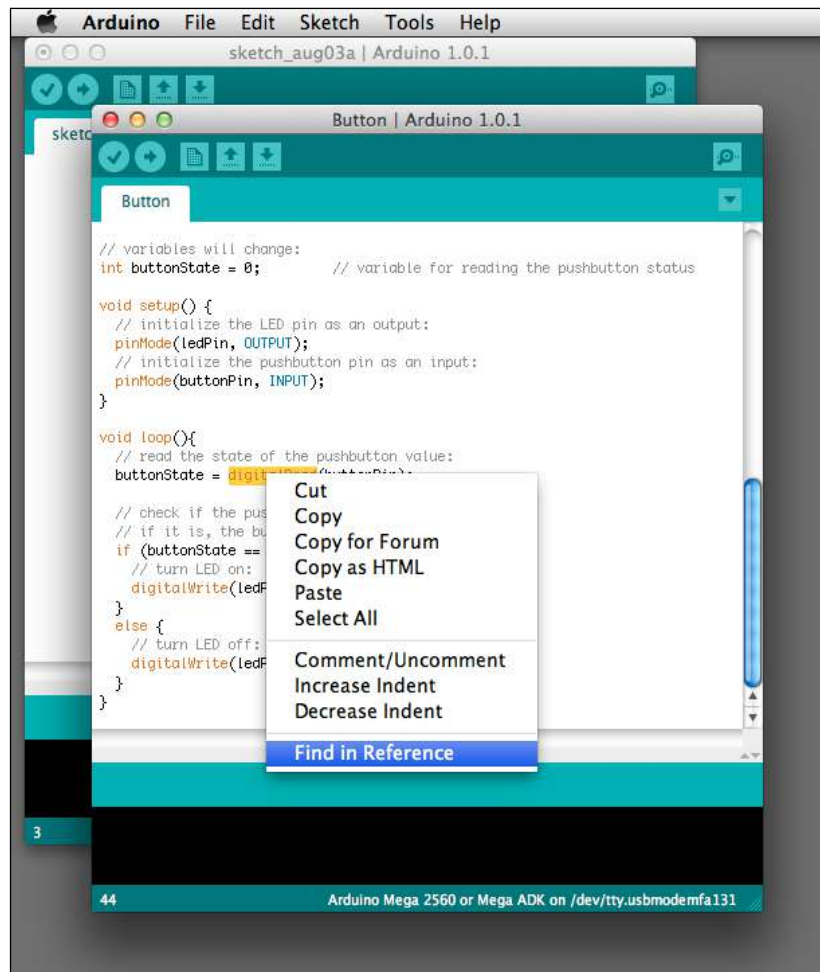 Arduino File Edit Sketch Tools Help
sketch_aug03a | Arduino 1.0.1
Button | Arduino 1.0.1
Button
// variables will change:
int buttonState = 0; // variable for reading the pushbutton status
void setup() {
// initialize the LED pin as an output:
pinMode(ledPin, OUTPUT);
// initialize the pushbutton pin as an input:
pinMode(buttonPin, INPUT);
}
void loop(){
// read the state of the pushbutton value:
buttonState = digitalRead(buttonPin);
// check if the pus
// if it is, the bu
if (buttonState ==
// turn LED on:
digitalWrite(ledP
}
else {
// turn LED off:
digitalWrite(ledP
}
}
Cut
Copy
Copy for Forum
Copy as HTML
Paste
Select All
Comment/Uncomment
Increase Indent
Decrease Indent
Find in Reference
3
44 Arduino Mega 2560 or Mega ADK on /dev/tty.usbmodemfa131